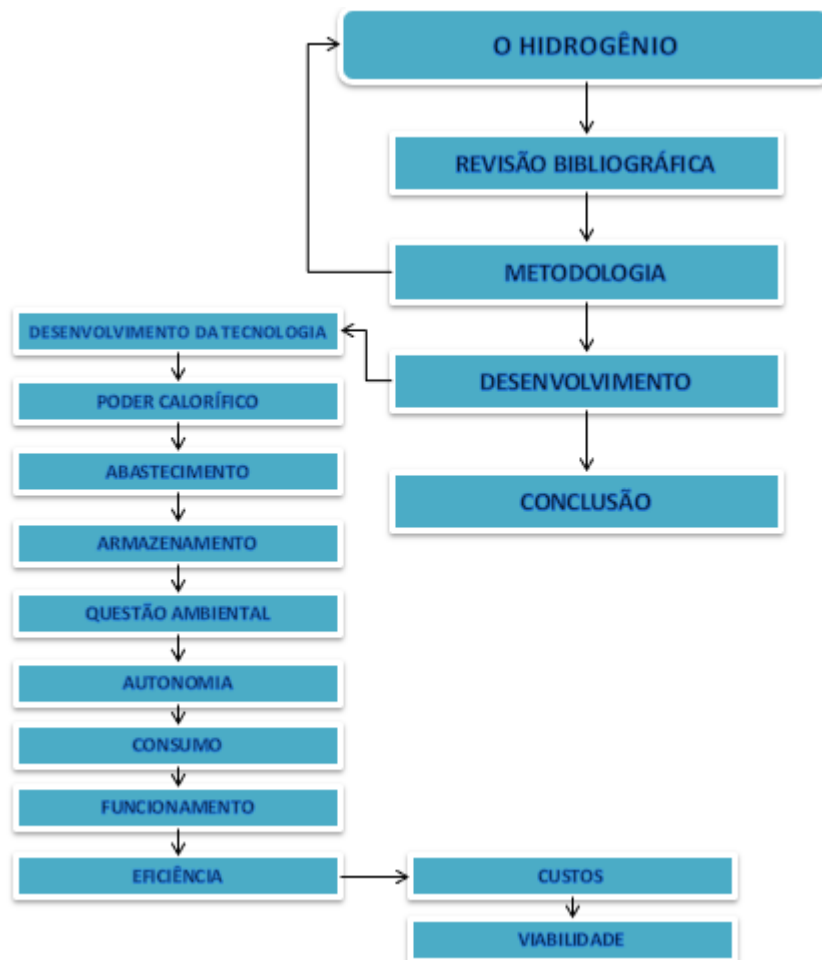 O HIDROGÊNIO
REVISÃO BIBLIOGRÁFICA
METODOLOGIA
DESENVOLVIMENTO
CONCLUSÃO
DESENVOLVIMENTO DA TECNOLOGIA
PODER CALORÍFICO
ABASTECIMENTO
ARMAZENAMENTO
QUESTÃO AMBIENTAL
AUTONOMIA
CONSUMO
FUNCIONAMENTO
EFICIÊNCIA
CUSTOS
VIABILIDADE